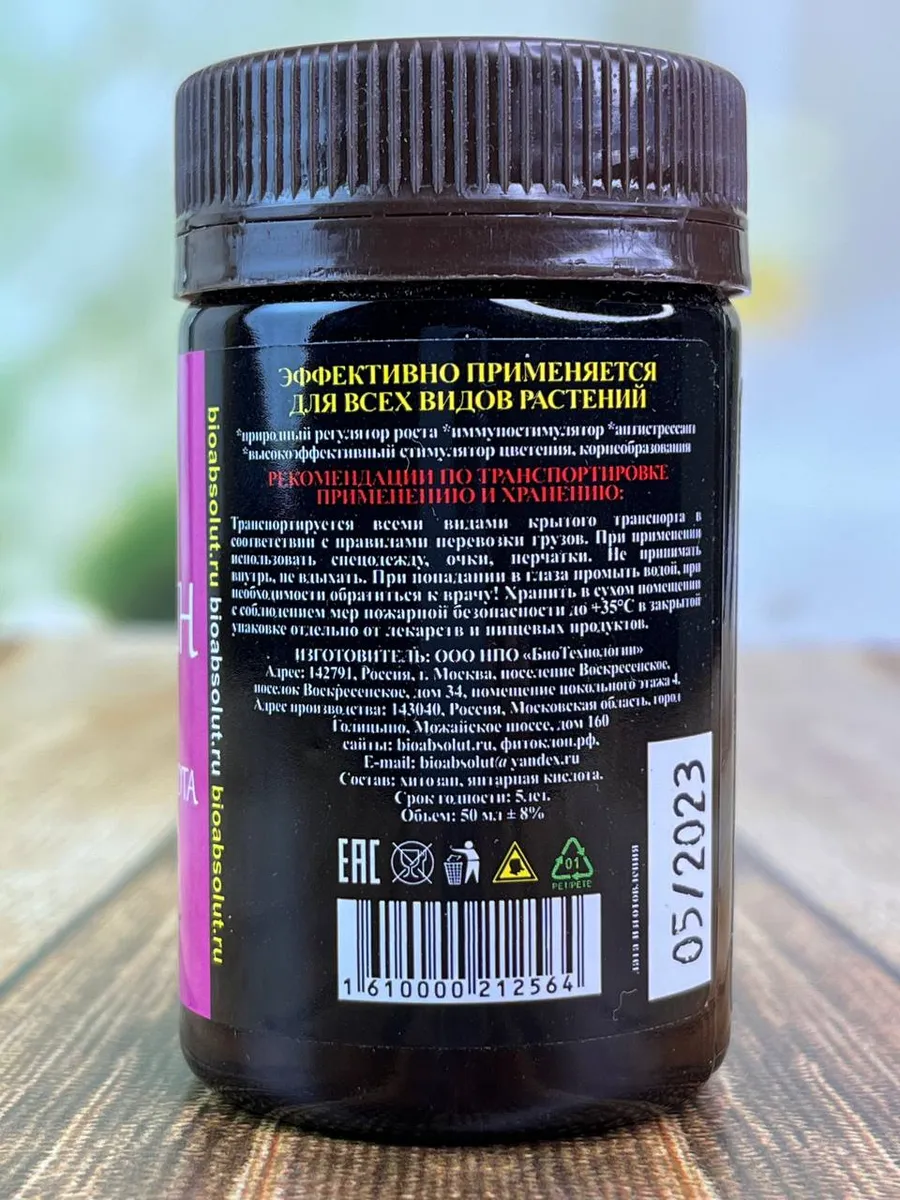 ЭФФЕКТИВНО ПРИМЕНЯЕТСЯ
ДЛЯ ВСЕХ ВИДОВ РАСТЕНИЙ
*природный регулятор роста *иммуностимулятор *антистрессант
*высокоэффективный стимулятор цветения, корнеобразования
РЕКОМЕНДАЦИИ ПО ТРАНСПОРТИРОВКЕ
ПРИМЕНЕНИЮ И ХРАНЕНИЮ:
Транспортируется всеми видами крытого транспорта в
соответствии с правилами перевозки грузов. При применении
использовать спецодежду, очки, перчатки. Не принимать
внутрь, не вдыхать. При попадании в глаза промыть водой, при
необходимости обратиться к врачу! Хранить в сухом помещении
с соблюдением мер пожарной безопасности до +35°С в закрытой
упаковке отдельно от лекарств и пищевых продуктов.
ИЗГОТОВИТЕЛЬ: ООО НПО «БиоТехнологии»
Адрес: 142791, Россия, г. Москва, поселение Воскресенское,
поселок Воскресенское, дом 34, помещение цокольного этажа 4,
Адрес производства: 143040, Россия, Московская область, город
Голицыно, Можайское шоссе, дом 160
сайты: bioabsolut.ru, фитоклон.рф,
E-mail: bioabsolut@yandex.ru
Состав: хитозан, янтарная кислота.
Срок годности: 5лет.
Объем: 50 мл ± 8%
EAC
01
PET/PETE
1 610000 212564
дата изготовления
05/2023
bioabsolut.ru bioabsolut.ru bioabsolut.ru